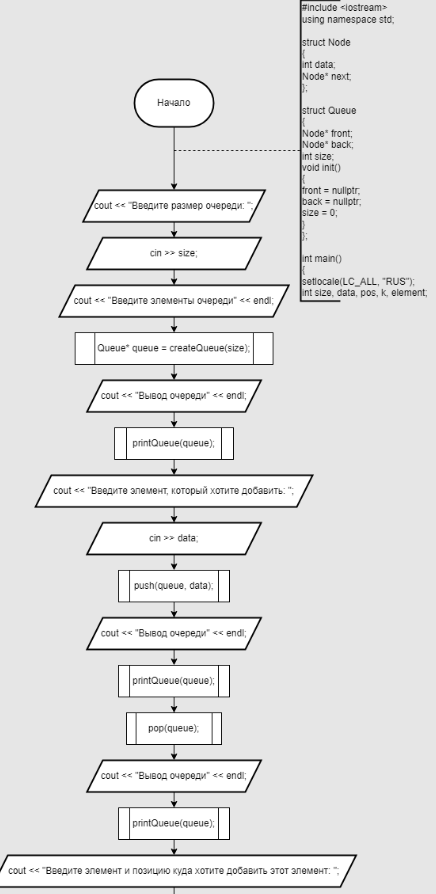 #include <iostream>
using namespace std;
struct Node
{
int data;
Node* next;
};
struct Queue
{
Node* front;
Node* back;
int size;
void init()
{
front = nullptr;
back = nullptr;
size = 0;
}
};
int main()
{
setlocale(LC_ALL, "RUS");
int size, data, pos, k, element;
Начало
cout << "Введите размер очереди: ";
cin >> size;
cout << "Введите элементы очереди" << endl;
Queue* queue = createQueue(size);
cout << "Вывод очереди" << endl;
printQueue(queue);
cout << "Введите элемент, который хотите добавить: ";
cin >> data;
push(queue, data);
cout << "Вывод очереди" << endl;
printQueue(queue);
pop(queue);
cout << "Вывод очереди" << endl;
printQueue(queue);
cout << "Введите элемент и позицию куда хотите добавить этот элемент: ";